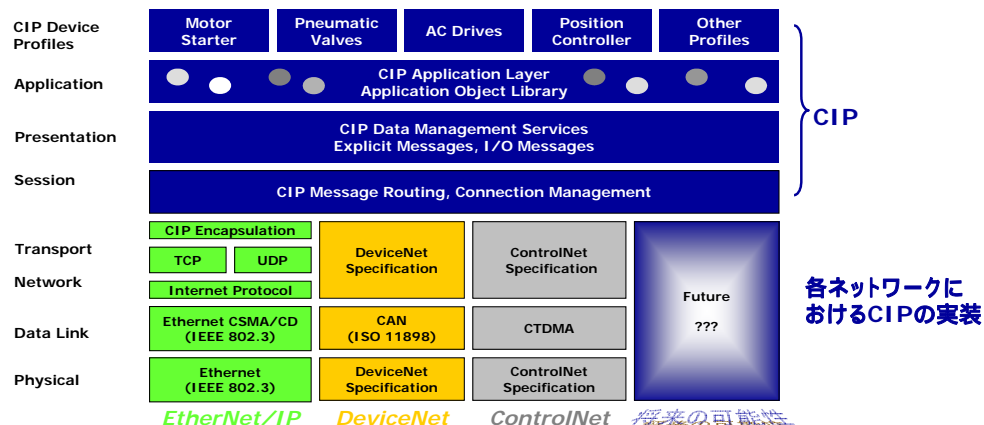 CIP Device
Profiles
Motor
Starter
Pneumatic
Valves
AC Drives
Position
Controller
Other
Profiles
Application
CIP Application Layer
Application Object Library
Presentation
CIP Data Management Services
Explicit Messages, I/O Messages
CIP
Session
CIP Message Routing, Connection Management
Transport
Network
CIP Encapsulation
TCP
UDP
Internet Protocol
DeviceNet
Specification
ControlNet
Specification
Future
???
各ネットワークに
おけるCIPの実装
Data Link
Ethernet CSMA/CD
(IEEE 802.3)
CAN
(ISO 11898)
CTDMA
Physical
Ethernet
(IEEE 802.3)
DeviceNet
Specification
ControlNet
Specification
EtherNet/IP
DeviceNet
ControlNet
将来の可能性